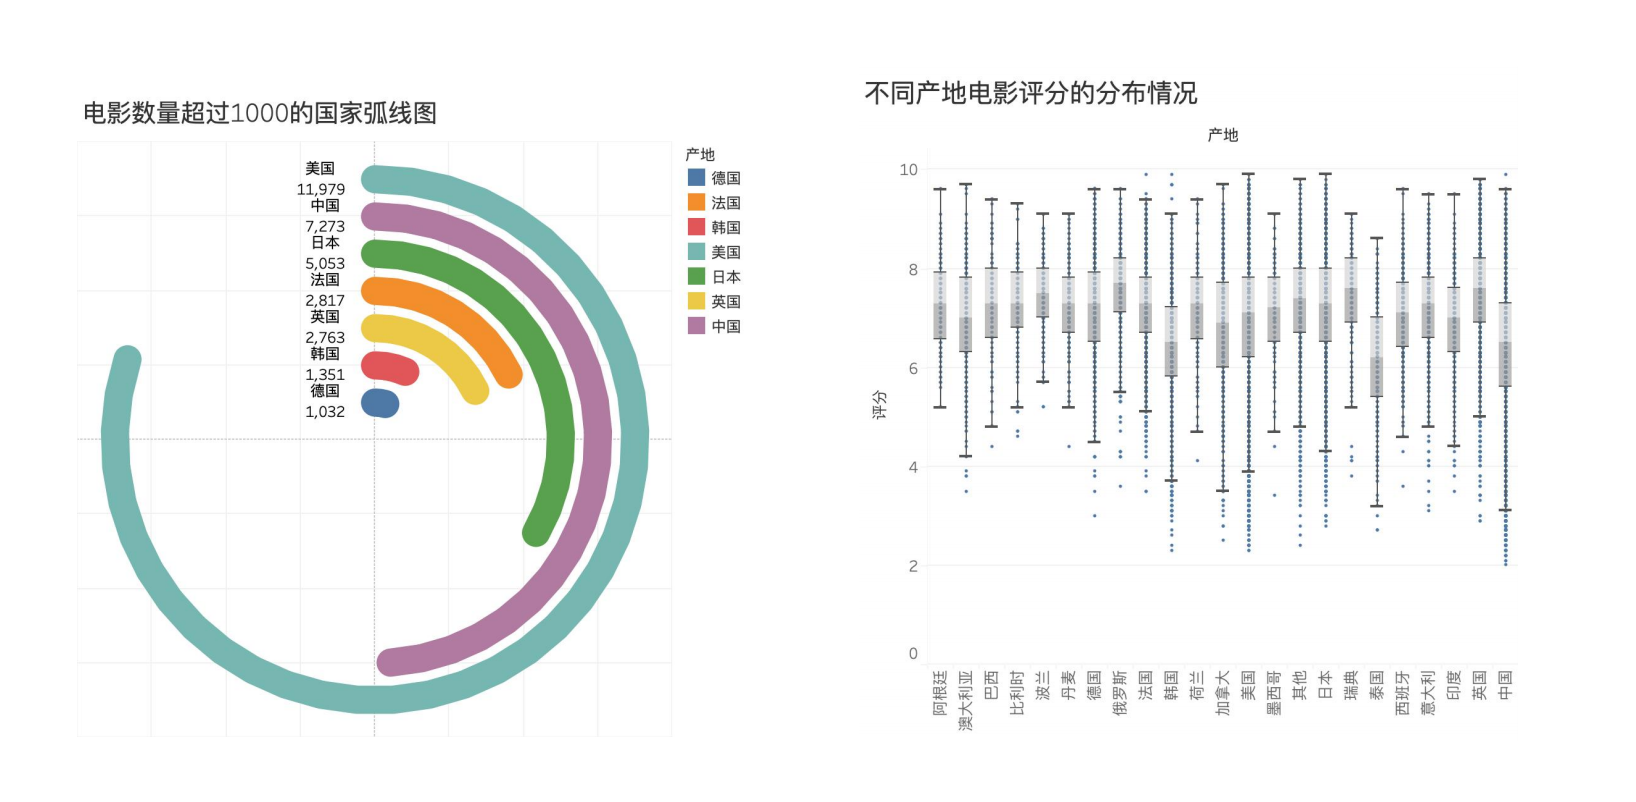 电影数量超过1000的国家弧线图
美国
11,979
中国
7,273
日本
5,053
法国
2,817
英国
2,763
韩国
1,351
德国
1,032
产地
德国
法国
韩国
美国
日本
英国
中国
不同产地电影评分的分布情况
产地
评分
10
8
6
4
2
0
阿根廷
澳大利亚
巴西
比利时
波兰
丹麦
德国
俄罗斯
法国
韩国
荷兰
加拿大
美国
墨西哥
其他
日本
瑞典
泰国
西班牙
意大利
印度
英国
中国